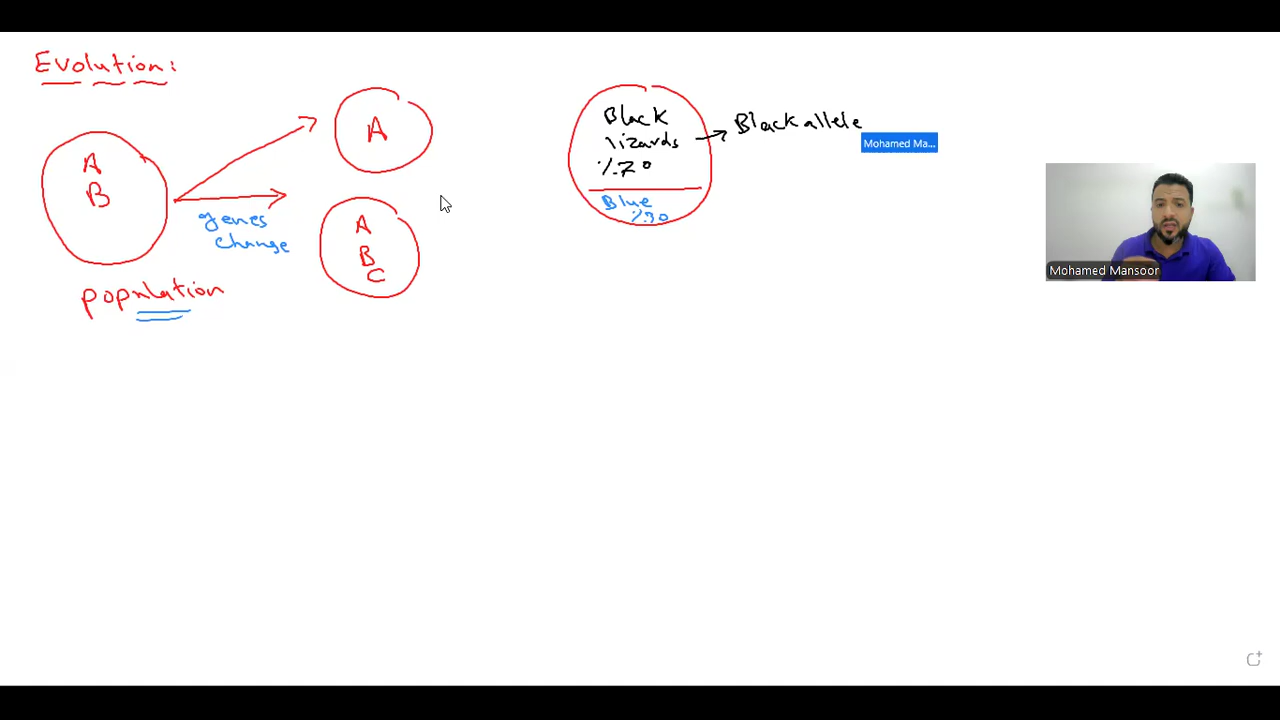 Evolution:
A
B
population
genes
change
A
A
B
C
Black
lizards
%70
Blue
%30
Black allele
Mohamed Ma...
Mohamed Mansoor